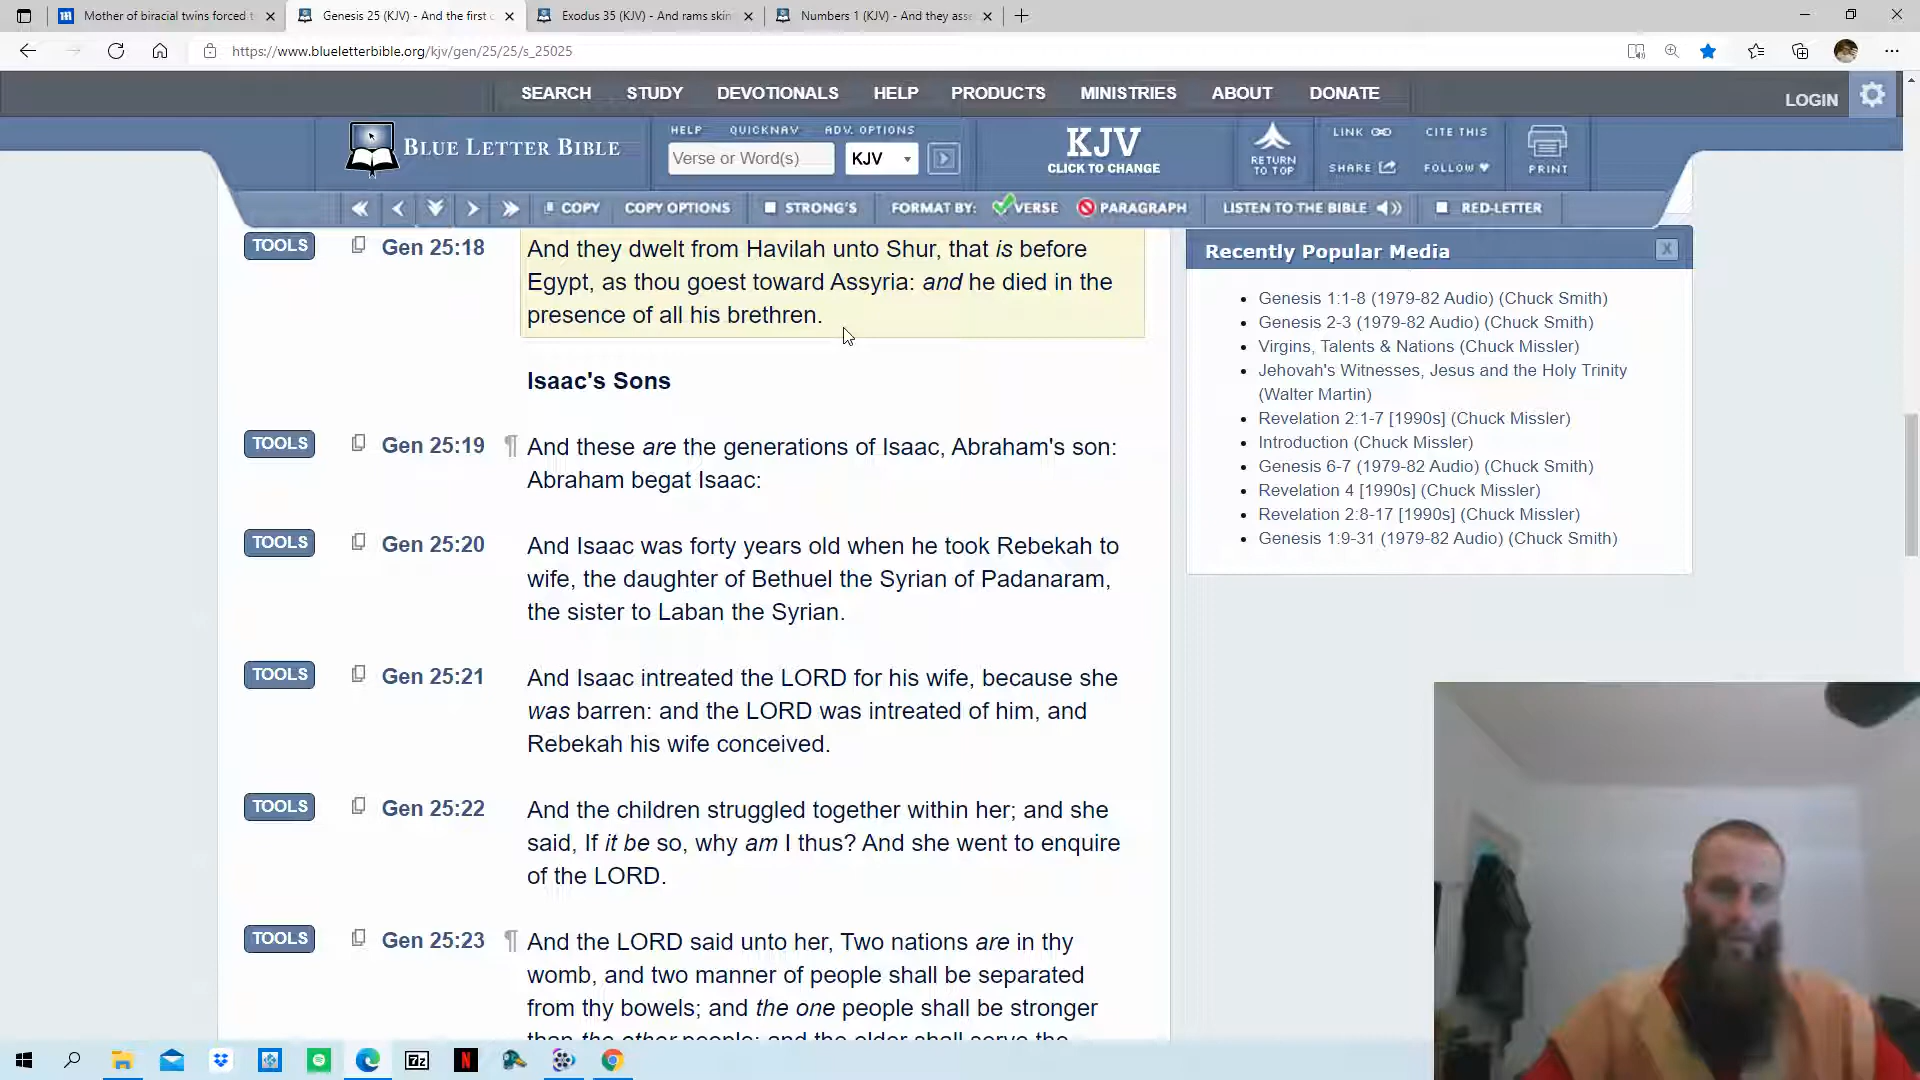 Mother of biracial twins forced t
Genesis 25 (KJV) - And the first c
Exodus 35 (KJV) - And rams skin
Numbers 1 (KJV) - And they asse
https://www.blueletterbible.org/kjv/gen/25/25/s_25025
SEARCH STUDY DEVOTIONALS HELP PRODUCTS MINISTRIES ABOUT DONATE
LOGIN
BLUE LETTER BIBLE
HELP QUICKNAV ADV. OPTIONS
Verse or Word(s) KJV
KJV
CLICK TO CHANGE
RETURN
TO TOP
LINK CITE THIS
SHARE FOLLOW
PRINT
COPY COPY OPTIONS STRONG'S FORMAT BY: VERSE PARAGRAPH LISTEN TO THE BIBLE RED-LETTER
TOOLS Gen 25:18 And they dwelt from Havilah unto Shur, that is before
Egypt, as thou goest toward Assyria: and he died in the
presence of all his brethren.
Isaac's Sons
TOOLS Gen 25:19 ¶ And these are the generations of Isaac, Abraham's son:
Abraham begat Isaac:
TOOLS Gen 25:20 And Isaac was forty years old when he took Rebekah to
wife, the daughter of Bethuel the Syrian of Padanaram,
the sister to Laban the Syrian.
TOOLS Gen 25:21 And Isaac intreated the LORD for his wife, because she
was barren: and the LORD was intreated of him, and
Rebekah his wife conceived.
TOOLS Gen 25:22 And the children struggled together within her; and she
said, If it be so, why am I thus? And she went to enquire
of the LORD.
TOOLS Gen 25:23 ¶ And the LORD said unto her, Two nations are in thy
womb, and two manner of people shall be separated
from thy bowels; and the one people shall be stronger
than the other people; and the elder shall serve the
Recently Popular Media X
Genesis 1:1-8 (1979-82 Audio) (Chuck Smith)
Genesis 2-3 (1979-82 Audio) (Chuck Smith)
Virgins, Talents & Nations (Chuck Missler)
Jehovah's Witnesses, Jesus and the Holy Trinity
(Walter Martin)
Revelation 2:1-7 [1990s] (Chuck Missler)
Introduction (Chuck Missler)
Genesis 6-7 (1979-82 Audio) (Chuck Smith)
Revelation 4 [1990s] (Chuck Missler)
Revelation 2:8-17 [1990s] (Chuck Missler)
Genesis 1:9-31 (1979-82 Audio) (Chuck Smith)
7z N